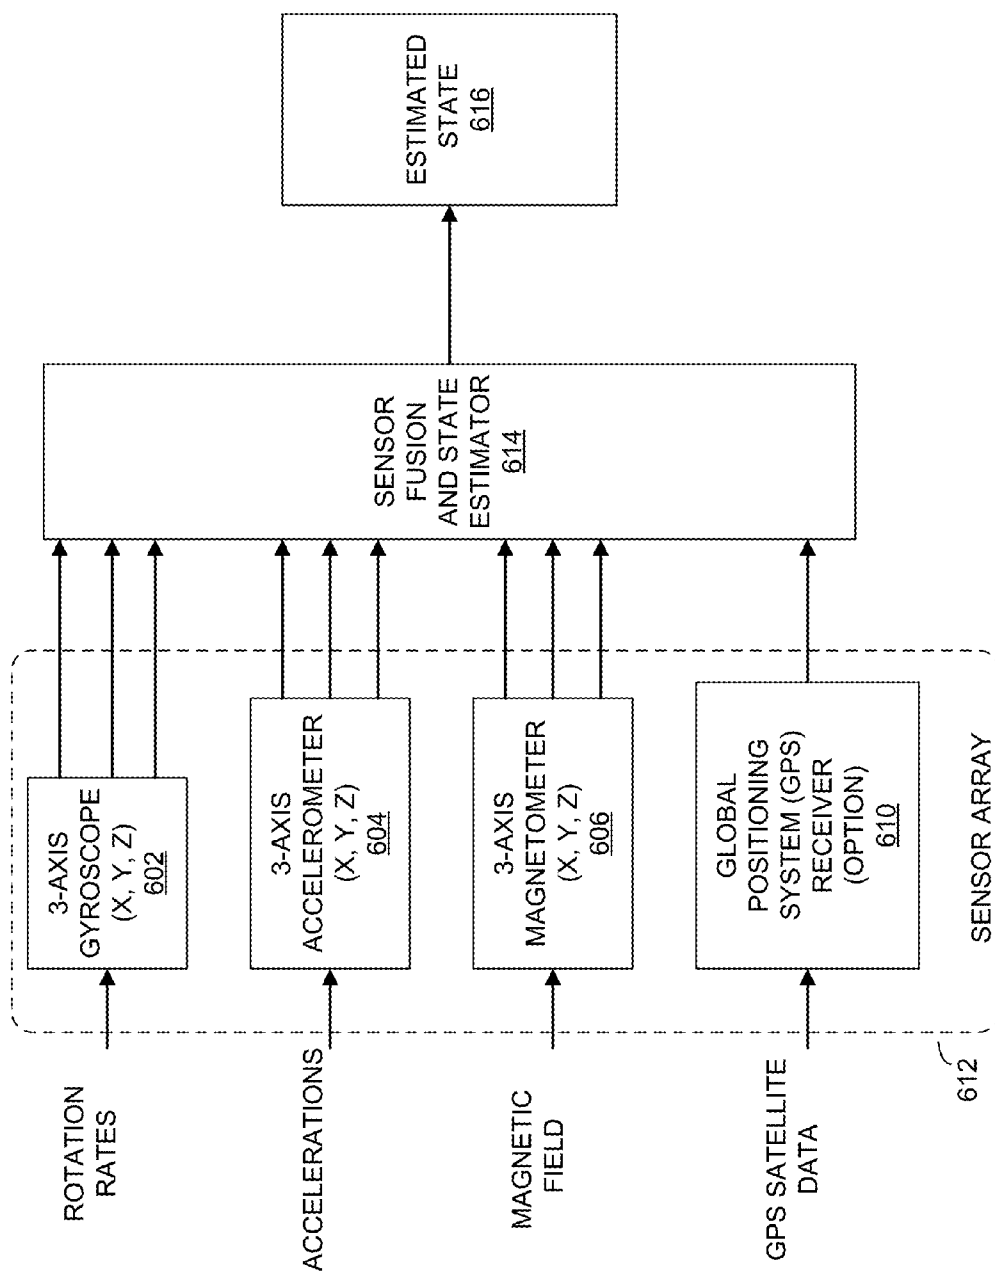 ROTATION
RATES
3-AXIS
GYROSCOPE
(X, Y, Z)
602
ACCELERATIONS
3-AXIS
ACCELEROMETER
(X, Y, Z)
604
MAGNETIC
FIELD
3-AXIS
MAGNETOMETER
(X, Y, Z)
606
GPS SATELLITE
DATA
GLOBAL
POSITIONING
SYSTEM (GPS)
RECEIVER
(OPTION)
610
612
SENSOR ARRAY
SENSOR
FUSION
AND STATE
ESTIMATOR
614
ESTIMATED
STATE
616